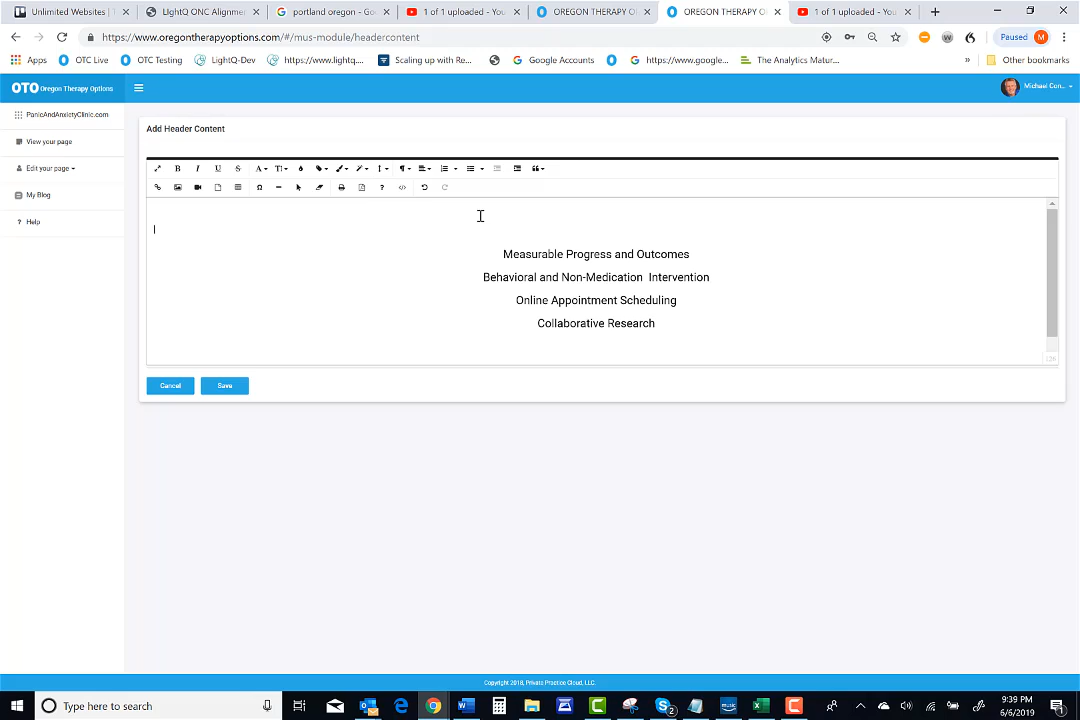 Unlimited Websites |
LIghtQ ONC Alignmen
portland oregon - Goo
1 of 1 uploaded - You
OREGON THERAPY OP
OREGON THERAPY O
1 of 1 uploaded - You
https://www.oregontherapyoptions.com/#/mus-module/headercontent
Paused M
Apps
OTC Live
OTC Testing
LightQ-Dev
https://www.lightq...
Scaling up with Re...
Google Accounts
https://www.google...
The Analytics Matur...
»
Other bookmarks
OTO Oregon Therapy Options
Michael Con...
PanicAndAnxietyClinic.com
View your page
Edit your page
My Blog
? Help
Add Header Content
Measurable Progress and Outcomes
Behavioral and Non-Medication Intervention
Online Appointment Scheduling
Collaborative Research
Cancel
Save
Copyright 2018, Private Practice Cloud, LLC.
Type here to search
9:39 PM
6/6/2019